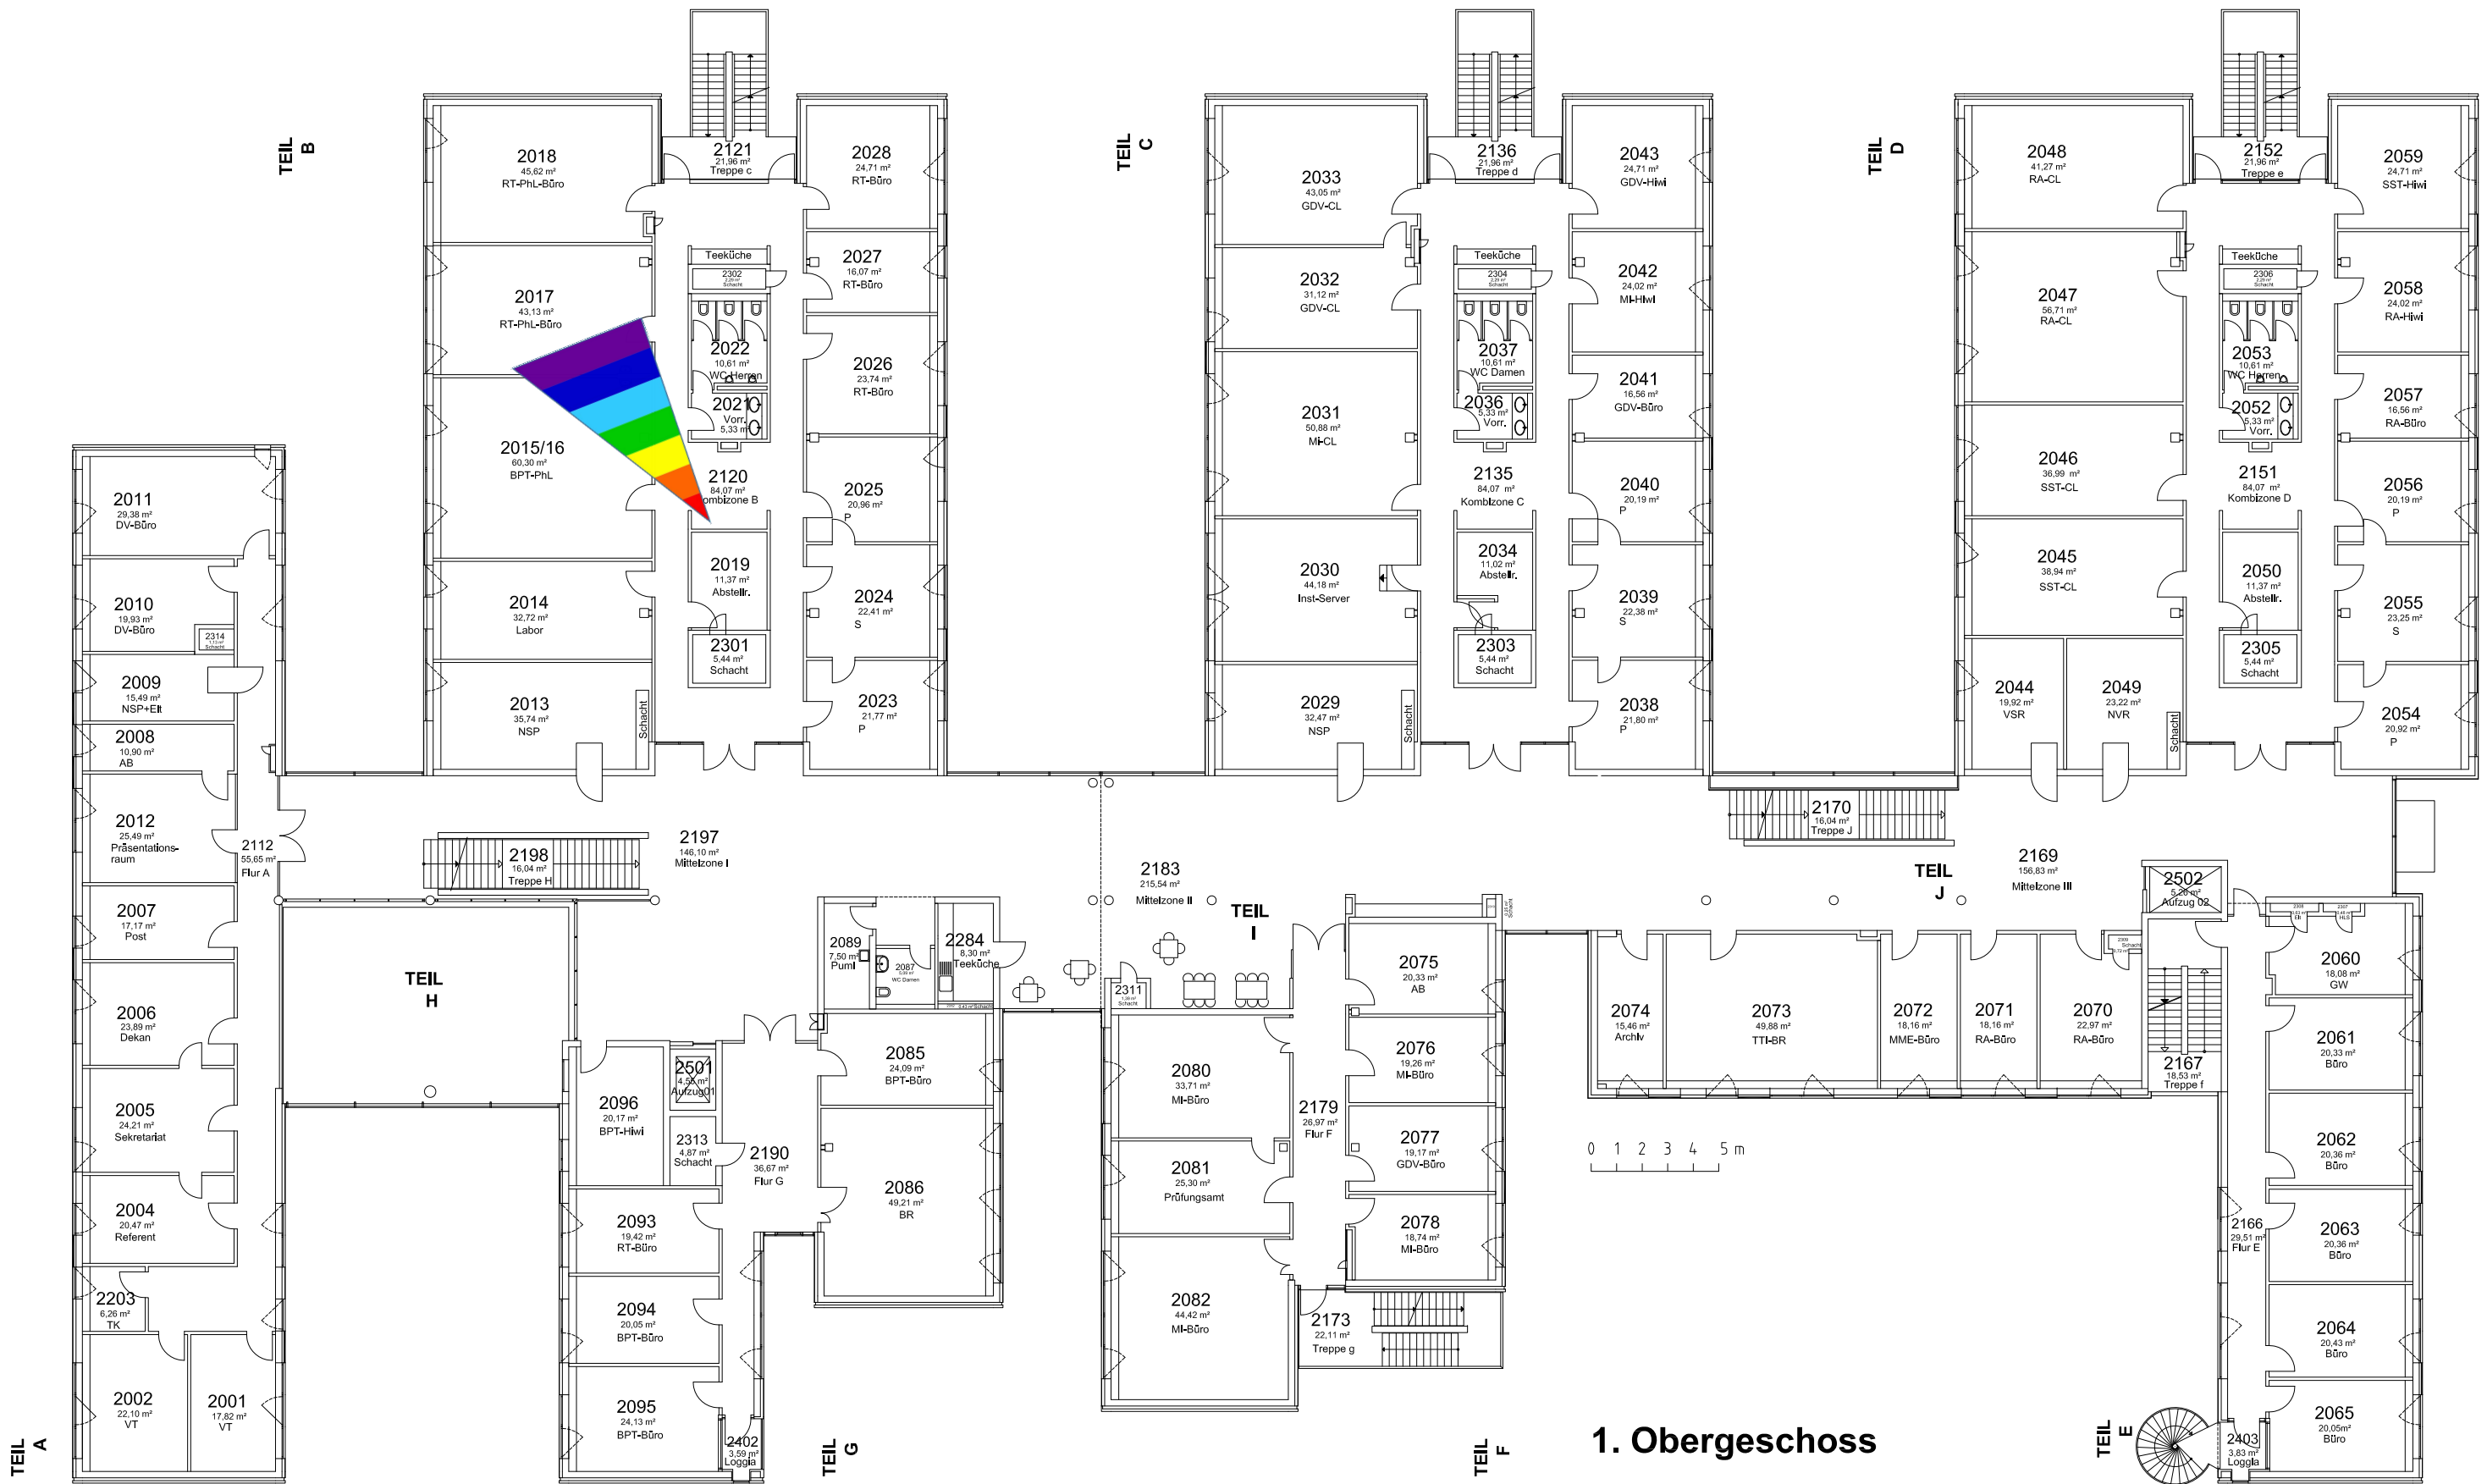 TEIL
B
TEIL
C
TEIL
D
2018
45,62 m²
RT-PhL-Büro
2121
21,96 m²
Treppe c
2028
24,71 m²
RT-Büro
2033
43,05 m²
GDV-CL
2136
21,96 m²
Treppe d
2043
24,71 m²
GDV-Hiwi
2048
41,27 m²
RA-CL
2152
21,96 m²
Treppe e
2059
24,71 m²
SST-Hiwi
2017
43,13 m²
RT-PhL-Büro
Teeküche
2302
Schacht
2027
16,07 m²
RT-Büro
2032
31,12 m²
GDV-CL
Teeküche
2304
Schacht
2042
24,02 m²
MI-Hiwi
2047
56,71 m²
RA-CL
Teeküche
2306
Schacht
2058
24,02 m²
RA-Hiwi
2022
10,61 m²
WC Herren
2026
23,74 m²
RT-Büro
2037
10,61 m²
WC Damen
2041
16,56 m²
GDV-Büro
2053
10,61 m²
WC Herren
2057
16,56 m²
RA-Büro
2015/16
60,30 m²
BPT-PhL
2021
Vorr.
5,33 m
2031
50,88 m²
MI-CL
2036
5,33 m²
Vorr.
2046
36,99 m²
SST-CL
2052
5,33 m²
Vorr.
2120
84,07 m²
ombizone B
2025
20,96 m²
P
2135
84,07 m²
Kombizone C
2040
20,19 m²
P
2151
84,07 m²
Kombizone D
2056
20,19 m²
P
2011
29,38 m²
DV-Büro
2010
19,93 m²
DV-Büro
2314
Schacht
2014
32,72 m²
Labor
2019
11,37 m²
Abstellr.
2024
22,41 m²
S
2030
44,18 m²
Inst-Server
2034
11,02 m²
Abstellr.
2039
22,38 m²
S
2045
38,94 m²
SST-CL
2050
11,37 m²
Abstellr.
2055
23,25 m²
S
2009
15,49 m²
NSP+Elt
2013
35,74 m²
NSP
Schacht
2301
5,44 m²
Schacht
2023
21,77 m²
P
2029
32,47 m²
NSP
Schacht
2303
5,44 m²
Schacht
2038
21,80 m²
P
2044
19,92 m²
VSR
2049
23,22 m²
NVR
Schacht
2305
5,44 m²
Schacht
2054
20,92 m²
P
2008
10,90 m²
AB
2012
25,49 m²
Präsentations-
raum
2112
55,65 m²
Flur A
2198
16,04 m²
Treppe H
2197
146,10 m²
Mittelzone I
2183
215,54 m²
Mittelzone II
TEIL
I
2170
16,04 m²
Treppe J
TEIL
J
2169
156,83 m²
Mittelzone III
2502
5,26 m²
Aufzug 02
2007
17,17 m²
Post
2006
23,89 m²
Dekan
TEIL
H
2089
7,50 m²
Pumi
2087
WC Damen
2284
8,30 m²
Teeküche
2311
Schacht
Schacht
2075
20,33 m²
AB
2074
15,46 m²
Archiv
2073
49,88 m²
TTI-BR
2072
18,16 m²
MME-Büro
2071
18,16 m²
RA-Büro
2070
22,97 m²
RA-Büro
2309
Schacht
2308
Elt
2307
HLS
2060
18,08 m²
GW
2005
24,21 m²
Sekretariat
2096
20,17 m²
BPT-Hiwi
2501
Aufzug01
2313
4,87 m²
Schacht
2190
36,67 m²
Flur G
2085
24,09 m²
BPT-Büro
2080
33,71 m²
MI-Büro
2076
19,26 m²
MI-Büro
2167
18,53 m²
Treppe f
2061
20,33 m²
Büro
2179
26,97 m²
Flur F
2077
19,17 m²
GDV-Büro
0 1 2 3 4 5 m
2062
20,36 m²
Büro
2004
20,47 m²
Referent
2093
19,42 m²
RT-Büro
2086
49,21 m²
BR
2081
25,30 m²
Prüfungsamt
2078
18,74 m²
MI-Büro
2166
29,51 m²
Flur E
2063
20,36 m²
Büro
2203
6,26 m²
TK
2094
20,05 m²
BPT-Büro
2082
44,42 m²
MI-Büro
2173
22,11 m²
Treppe g
2064
20,43 m²
Büro
2002
22,10 m²
VT
2001
17,82 m²
VT
2095
24,13 m²
BPT-Büro
2402
3,59 m²
Loggia
2403
3,83 m²
Loggia
2065
20,05m²
Büro
TEIL
A
TEIL
G
TEIL
F
1. Obergeschoss
TEIL
E